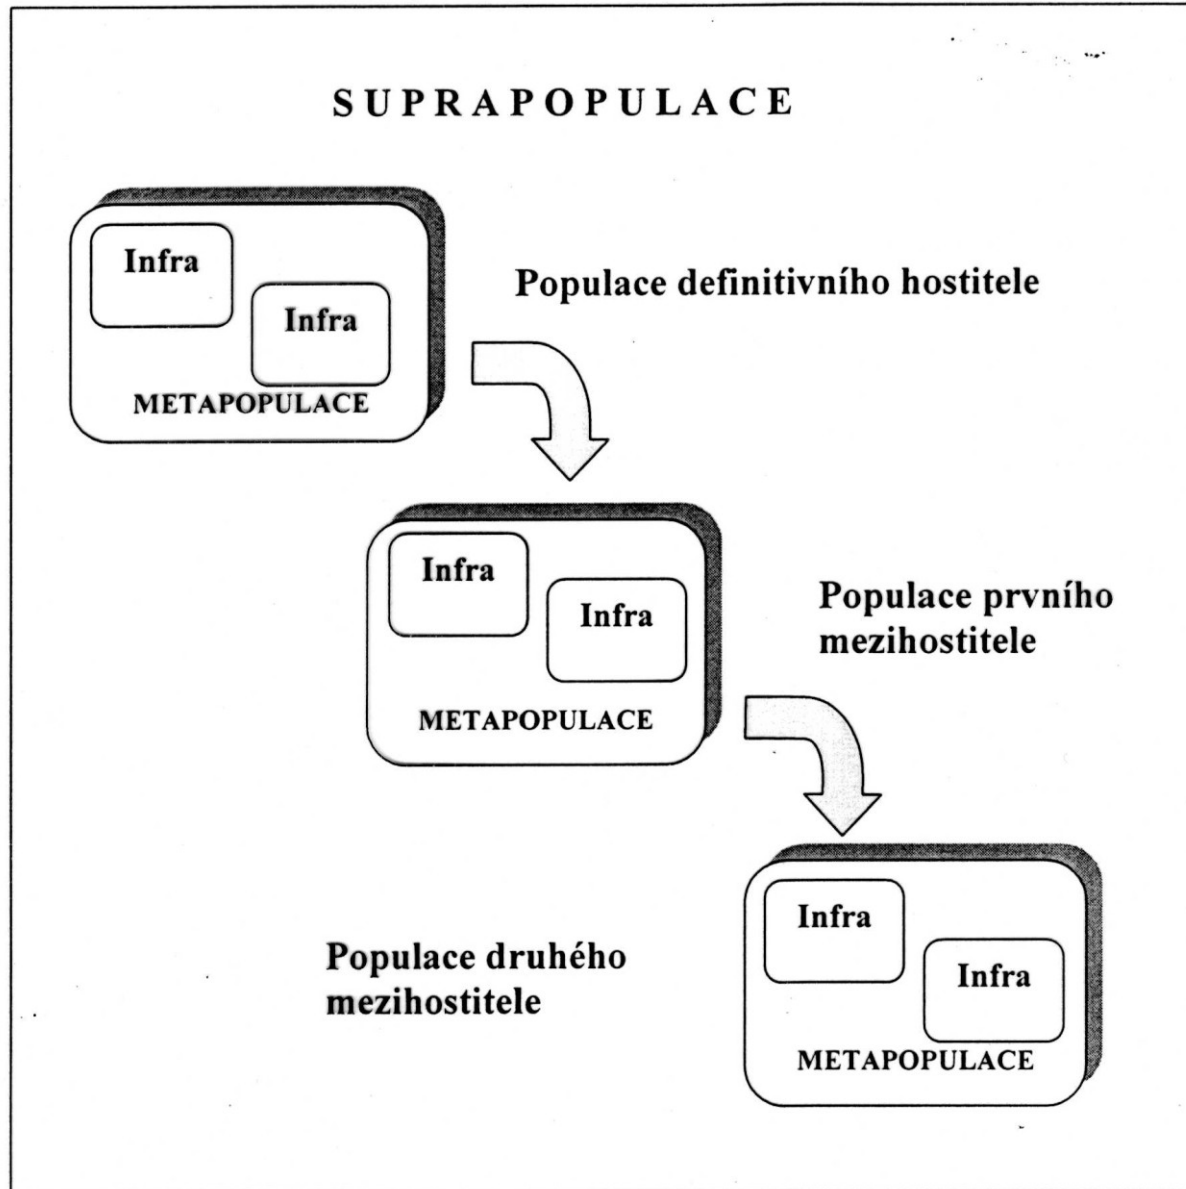 SUPRAPOPULACE
Infra
Infra
METAPOPULACE
Populace definitivního hostitele
Infra
Infra
METAPOPULACE
Populace prvního
mezihostitele
Infra
Infra
METAPOPULACE
Populace druhého
mezihostitele